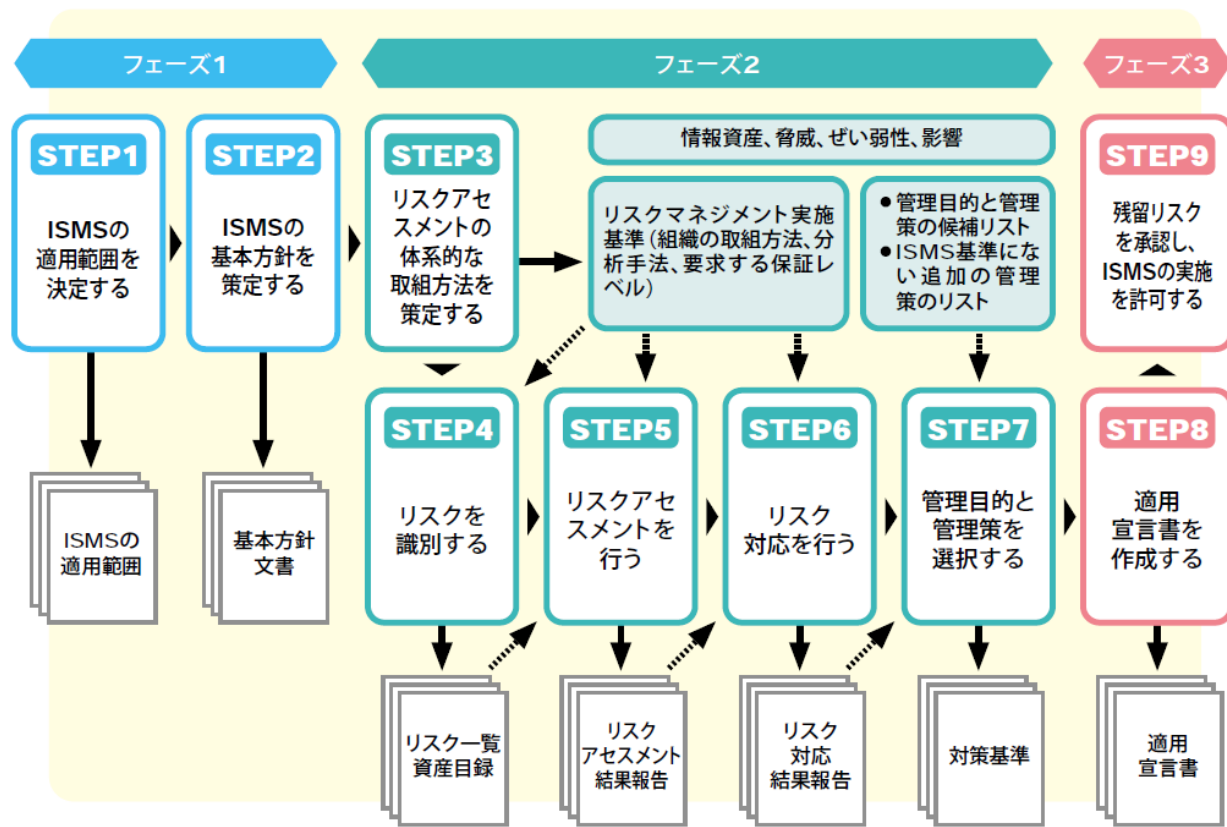 フェーズ1
フェーズ2
フェーズ3
STEP1
ISMSの
適用範囲を
決定する
STEP2
ISMSの
基本方針を
策定する
STEP3
リスクアセ
スメントの
体系的な
取組方法を
策定する
情報資産、脅威、ぜい弱性、影響
リスクマネジメント実施
基準(組織の取組方法、分
析手法、要求する保証レ
ベル)
●管理目的と管理
策の候補リスト
●ISMS基準にな
い追加の管理
策のリスト
STEP9
残留リスク
を承認し、
ISMSの実施
を許可する
STEP4
リスクを
識別する
STEP5
リスクアセ
スメントを
行う
STEP6
リスク
対応を行う
STEP7
管理目的と
管理策を
選択する
STEP8
適用
宣言書を
作成する
ISMSの
適用範囲
基本方針
文書
リスク一覧
資産目録
リスク
アセスメント
結果報告
リスク
対応
結果報告
対策基準
適用
宣言書